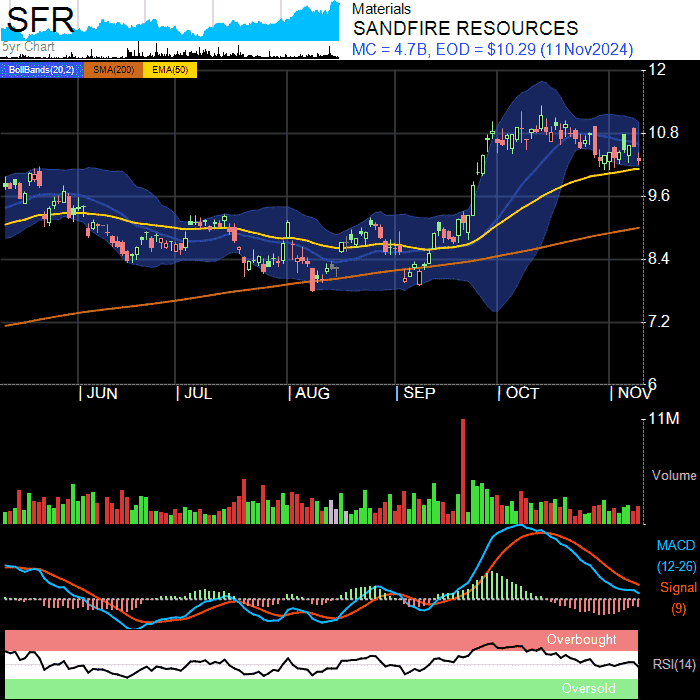 SFR
5yr Chart
Materials
SANDFIRE RESOURCES
MC = 4.7B, EOD = $10.29 (11Nov2024)
BollBands(20,2) SMA(200) EMA(50)
12
10.8
9.6
8.4
7.2
6
| JUN | JUL | AUG | SEP | OCT | NOV
11M
Volume
MACD
(12-26)
Signal
(9)
Overbought
RSI(14)
Oversold